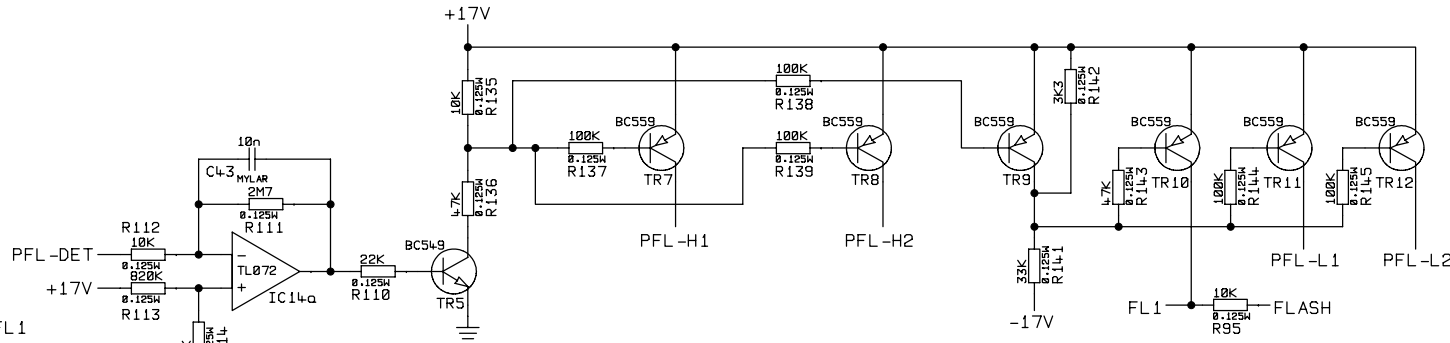 +17V
10K
0.125W
R135
100K
0.125W
R138
3K3
0.125W
R142
BC559
TR7
100K
0.125W
R137
100K
0.125W
R139
BC559
TR8
BC559
TR9
BC559
TR10
BC559
TR11
BC559
TR12
47K
0.125W
R143
100K
0.125W
R144
100K
0.125W
R145
10n
C43
MYLAR
2M7
0.125W
R111
47K
0.125W
R136
R112
10K
0.125W
PFL-DET
820K
0.125W
+17V
R113
-
+
TL072
IC14a
22K
0.125W
R110
BC549
TR5
PFL-H1
PFL-H2
33K
0.125W
R141
-17V
PFL-L1
PFL-L2
FL1
10K
0.125W
R95
FLASH
FL1